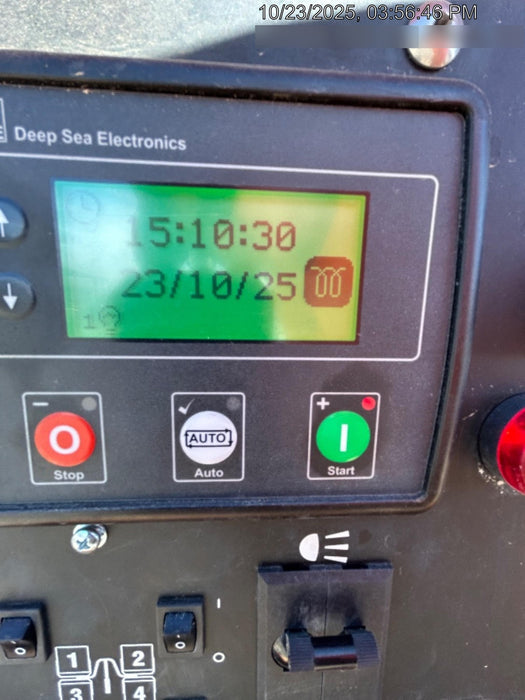 10/23/2025, 03:56:46 PM
Deep Sea Electronics
15:10:30
23/10/25
1
- O Stop
AUTO Auto
+ I Start
I
O O
O
1 2
3 4